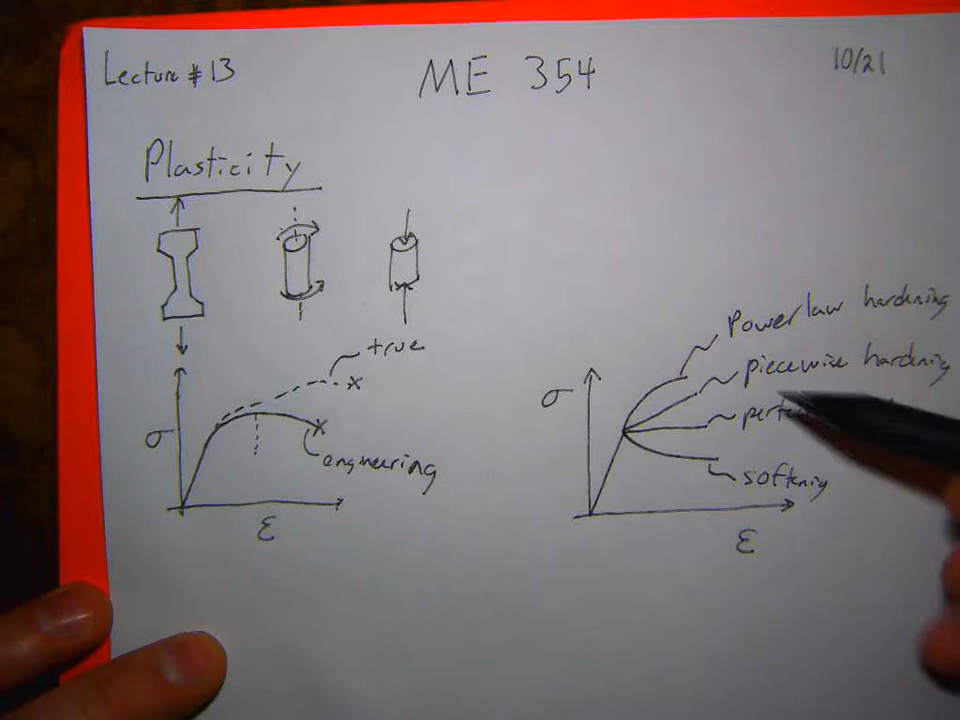 Lecture #13
ME 354
10/21
Plasticity
true
σ
engineering
ε
σ
Powerlaw hardening
piecewise hardening
softening
ε